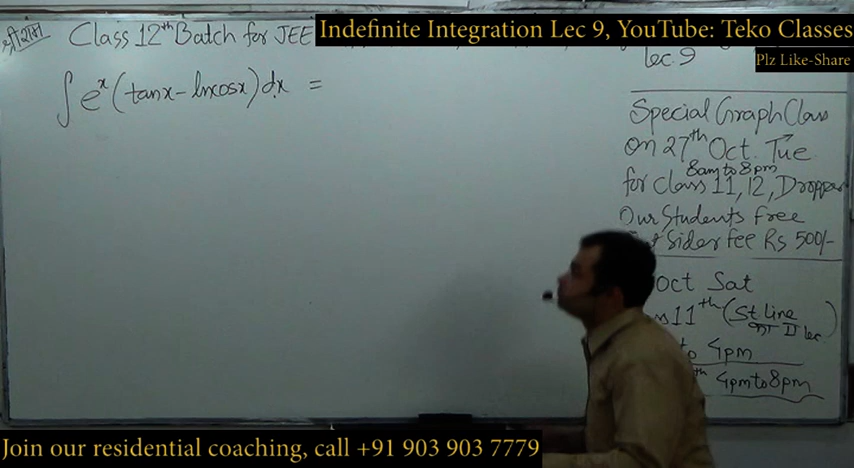 श्रीराम Class 12th Batch for JEE
Indefinite Integration Lec 9, YouTube: Teko Classes
Plz Like-Share
Lec. 9
∫ e^x (tanx - lncosx) dx =
Special Graph Class
on 27th Oct. Tue
8am to 8pm
for class 11, 12, Dropper
Our Students Free
Sider fee Rs 500/-
Oct Sat
11th (St. Line
II lec)
to 4pm
th 4pm to 8pm
Join our residential coaching, call +91 903 903 7779